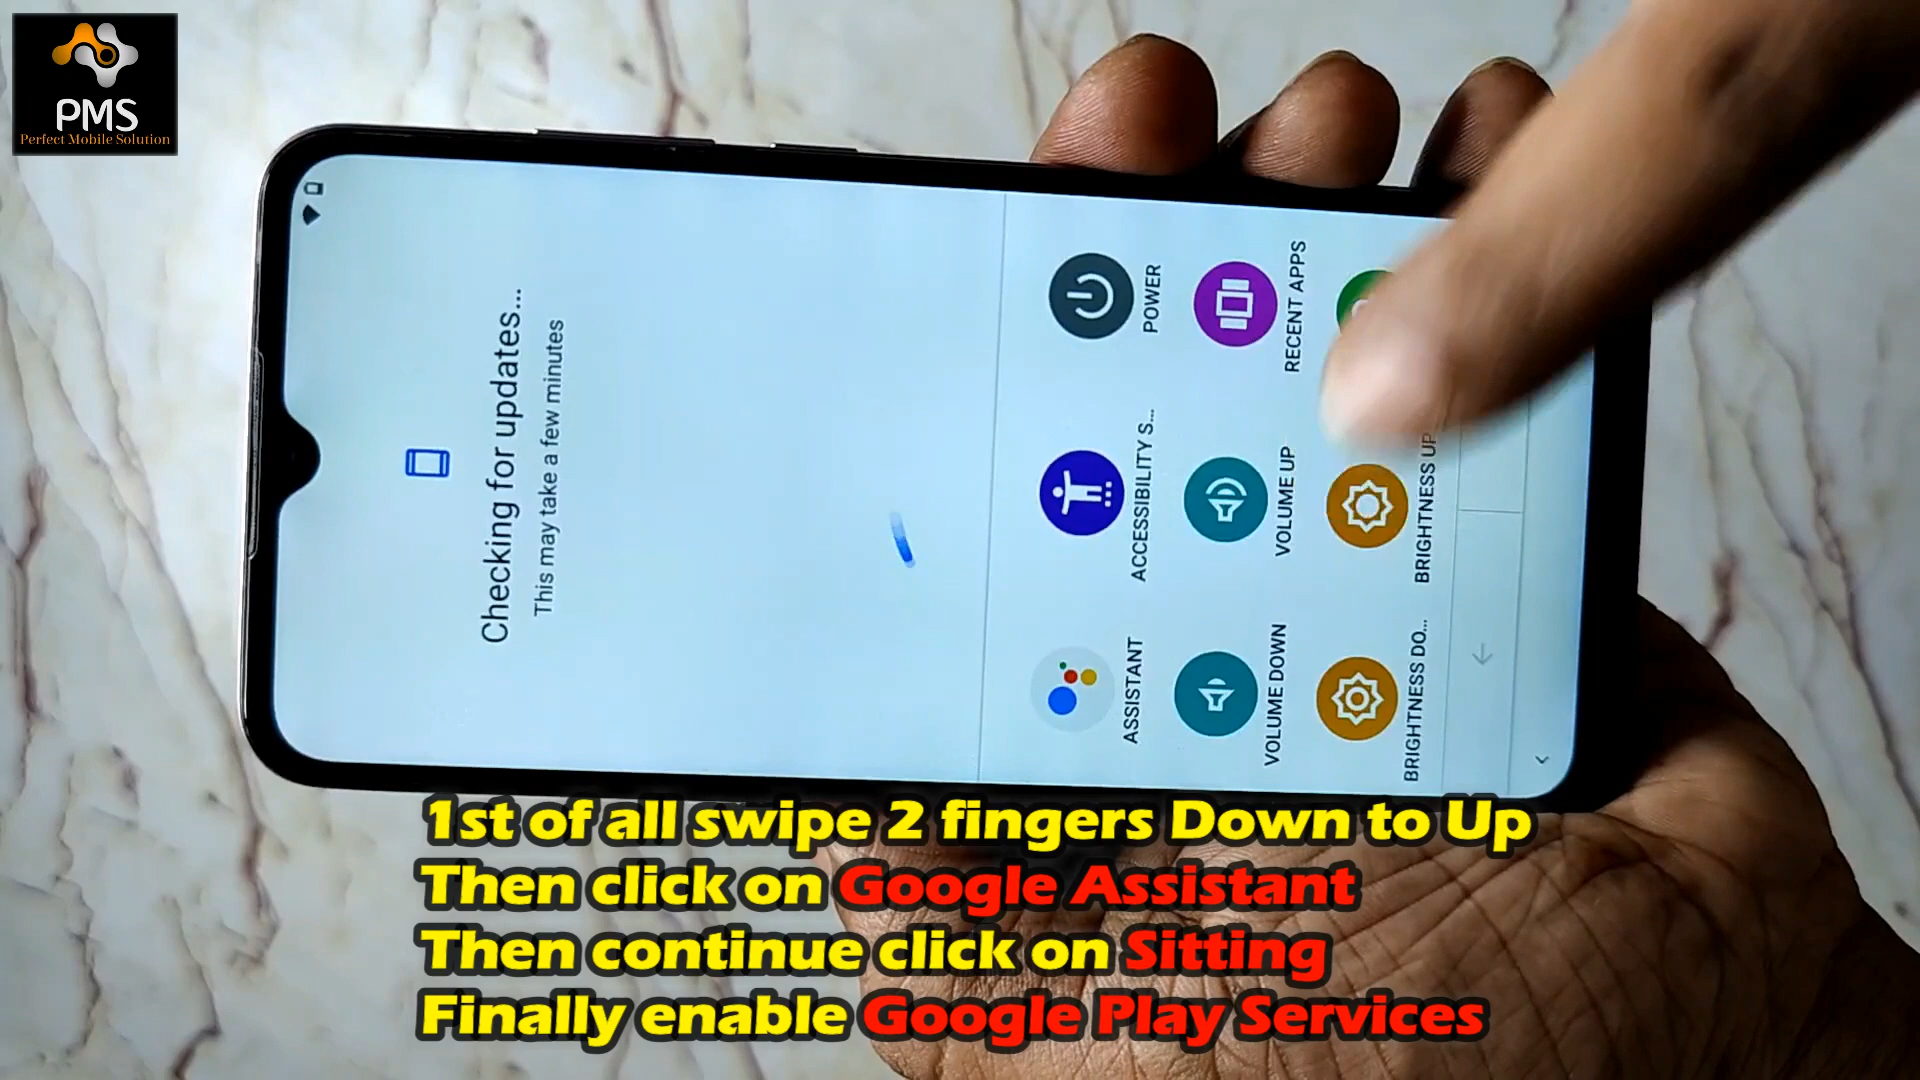 PMS
Perfect Mobile Solution
Checking for updates...
This may take a few minutes
POWER
RECENT APPS
ACCESSIBILITY S...
VOLUME UP
BRIGHTNESS UP
ASSISTANT
VOLUME DOWN
BRIGHTNESS DO...
1st of all swipe 2 fingers Down to Up
Then click on Google Assistant
Then continue click on Sitting
Finally enable Google Play Services